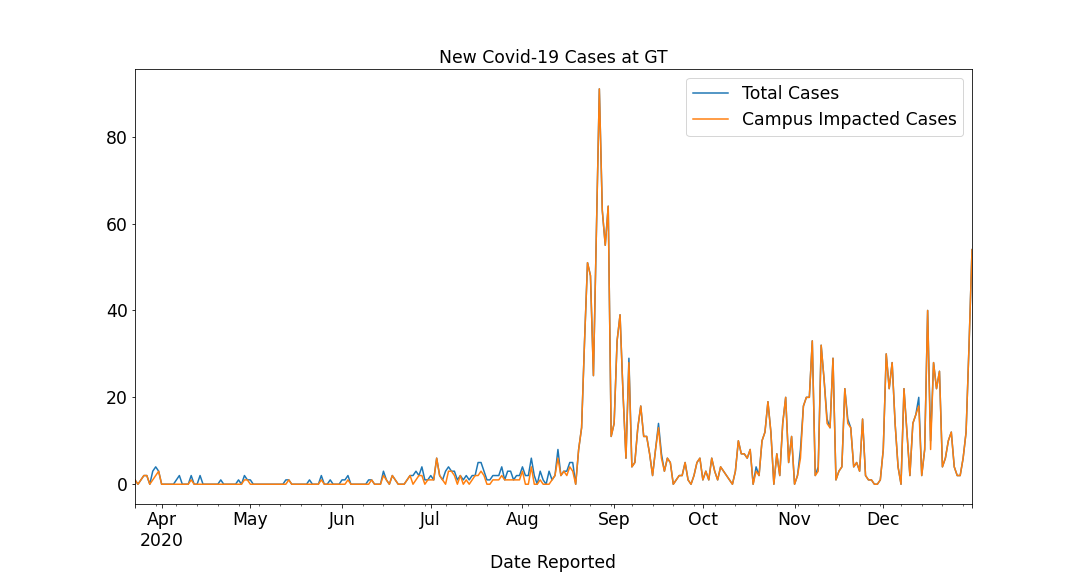 New Covid-19 Cases at GT
Total Cases
Campus Impacted Cases
80
60
40
20
0
Apr May Jun Jul Aug Sep Oct Nov Dec
2020
Date Reported